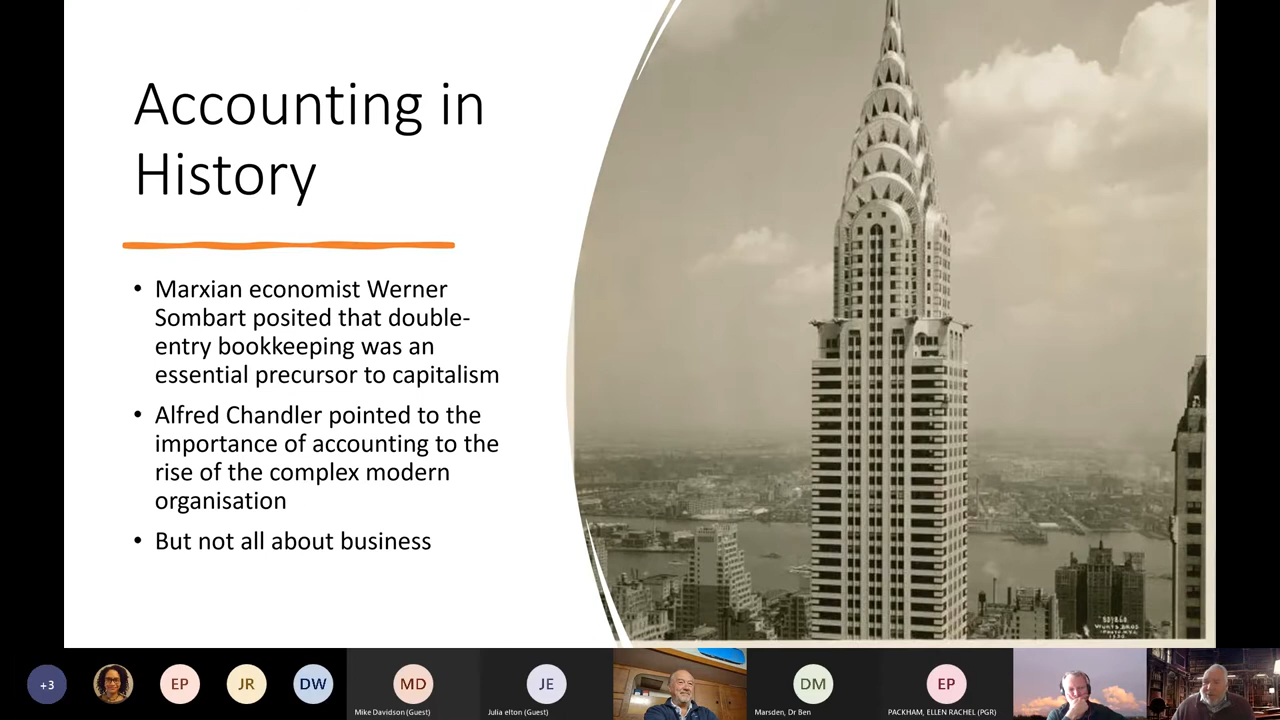 Accounting in
History
• Marxian economist Werner
Sombart posited that double-
entry bookkeeping was an
essential precursor to capitalism
• Alfred Chandler pointed to the
importance of accounting to the
rise of the complex modern
organisation
• But not all about business
WURTS BROS.
+3
EP
JR
DW
MD
JE
DM
EP
Mike Davidson (Guest)
Julia elton (Guest)
Marsden, Dr Ben
PACKHAM, ELLEN RACHEL (PGR)